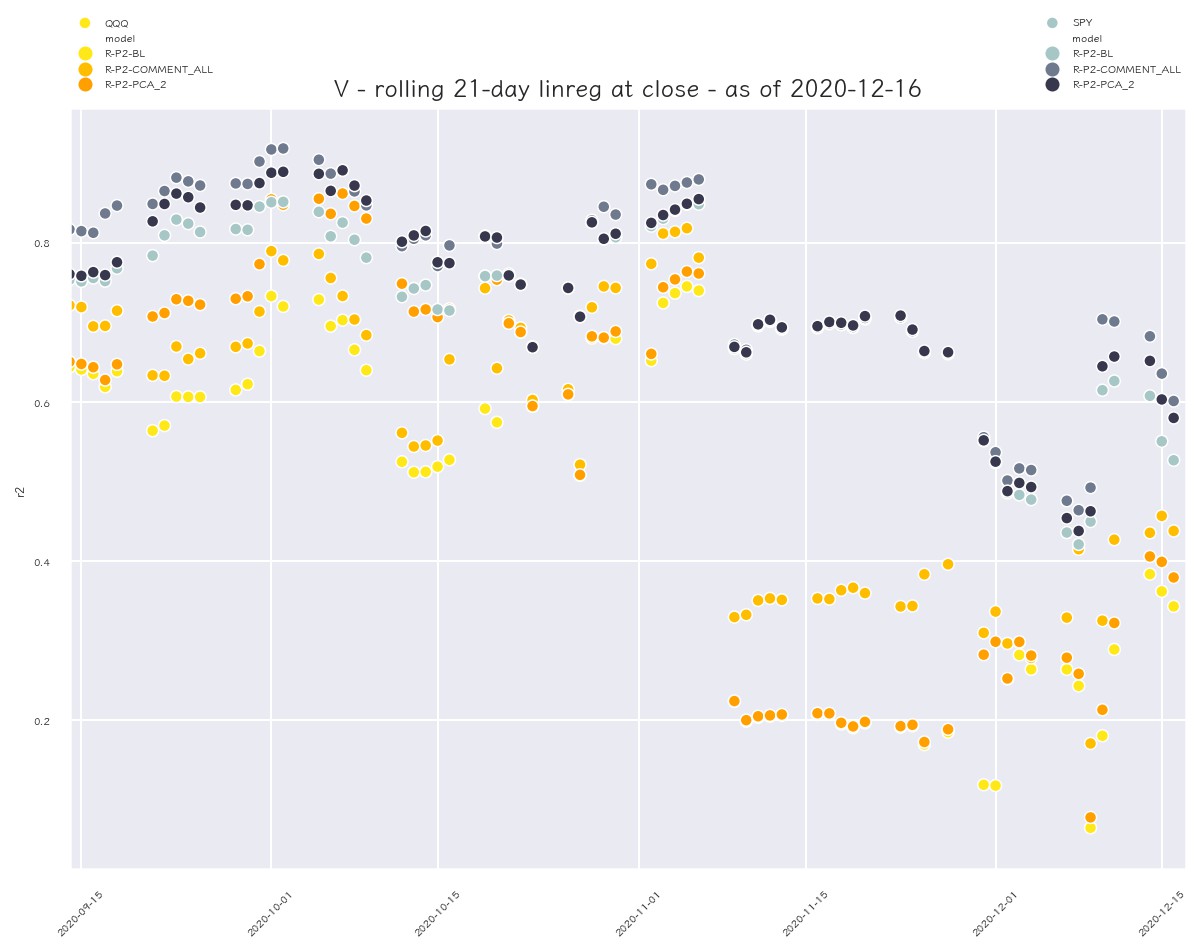 QQQ
model
R-P2-BL
R-P2-COMMENT_ALL
R-P2-PCA_2
SPY
model
R-P2-BL
R-P2-COMMENT_ALL
R-P2-PCA_2
V - rolling 21-day linreg at close - as of 2020-12-16
0.8
0.6
r2
0.4
0.2
2020-09-15
2020-10-01
2020-10-15
2020-11-01
2020-11-15
2020-12-01
2020-12-15